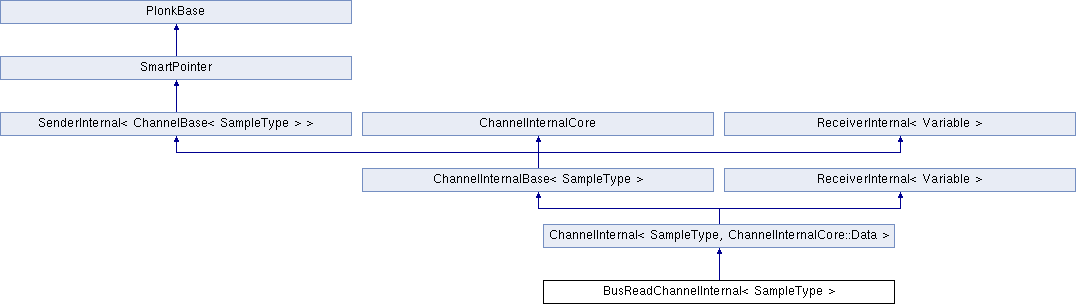 PlonkBase
SmartPointer
SenderInternal< ChannelBase< SampleType > >
ChannelInternalCore
ReceiverInternal< Variable >
ChannelInternalBase< SampleType >
ReceiverInternal< Variable >
ChannelInternal< SampleType, ChannelInternalCore::Data >
BusReadChannelInternal< SampleType >